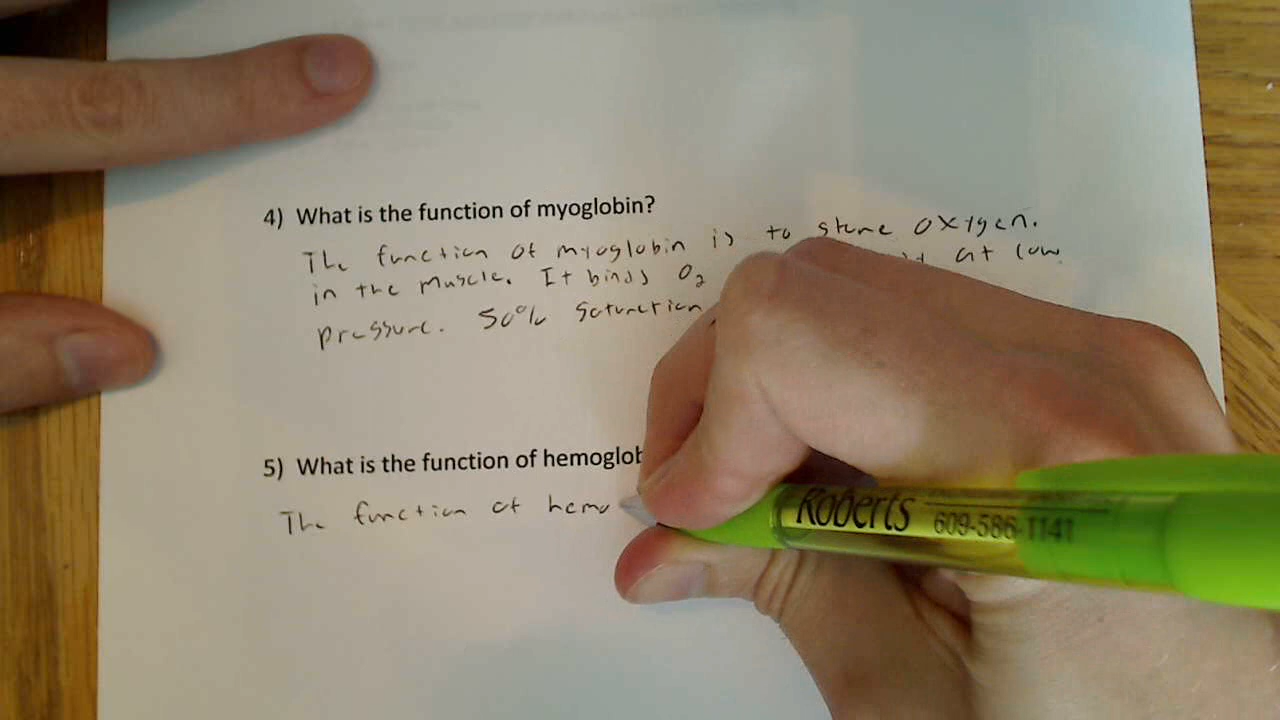 4) What is the function of myoglobin?
The function of myoglobin is to store oxygen.
in the muscle. It binds O2 at low
pressure. 50% saturation
5) What is the function of hemoglob
The function of hemo
Roberts 609-586-1141